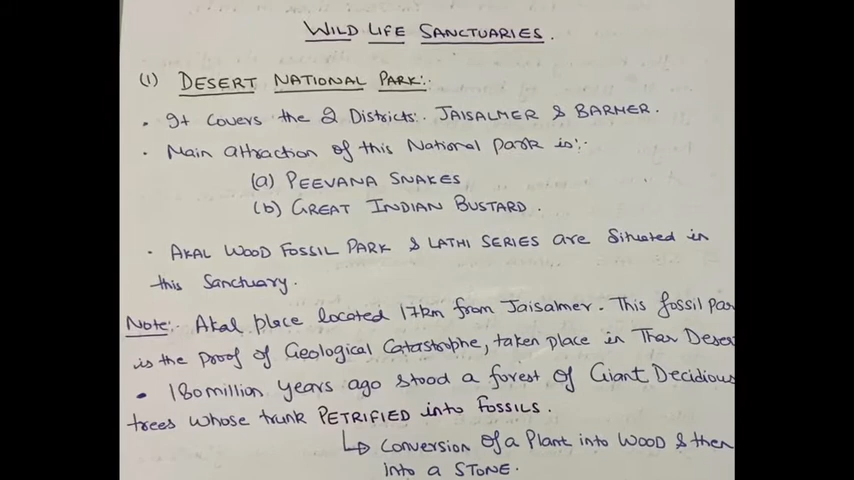 WILD LIFE SANCTUARIES.
(1) DESERT NATIONAL PARK:-
• It covers the 2 Districts: JAISALMER & BARMER.
• Main attraction of this National park is:-
(a) PEEVANA SNAKES
(b) GREAT INDIAN BUSTARD.
• AKAL WOOD FOSSIL PARK & LATHI SERIES are situated in
this Sanctuary.
Note:- Akal place located 17km from Jaisalmer. This fossil par
is the proof of Geological Catastrophe, taken place in Thar Deser
• 180 million years ago stood a forest of Giant Decidious
trees whose trunk PETRIFIED into FOSSILS.
↳ Conversion of a Plant into WOOD & then
into a STONE.